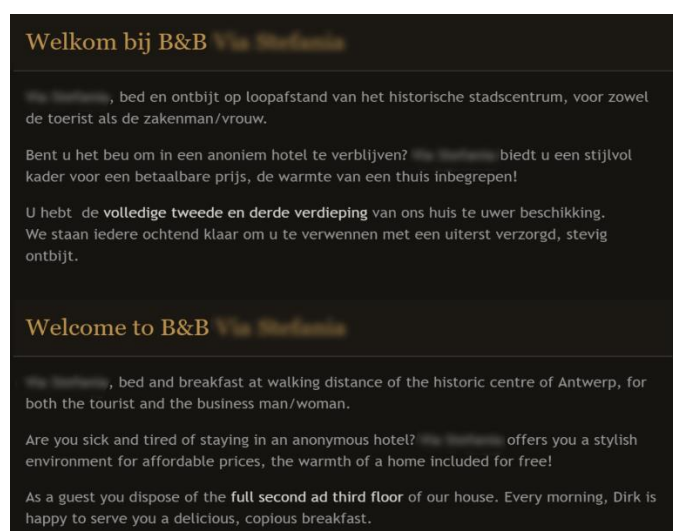 Welkom bij B&B
, bed en ontbijt op loopafstand van het historische stadscentrum, voor zowel
de toerist als de zakenman/vrouw.
Bent u het beu om in een anoniem hotel te verblijven? biedt u een stijlvol
kader voor een betaalbare prijs, de warmte van een thuis inbegrepen!
U hebt de volledige tweede en derde verdieping van ons huis te uwer beschikking.
We staan iedere ochtend klaar om u te verwennen met een uiterst verzorgd, stevig
ontbijt.
Welcome to B&B
, bed and breakfast at walking distance of the historic centre of Antwerp, for
both the tourist and the business man/woman.
Are you sick and tired of staying in an anonymous hotel? offers you a stylish
environment for affordable prices, the warmth of a home included for free!
As a guest you dispose of the full second ad third floor of our house. Every morning, Dirk is
happy to serve you a delicious, copious breakfast.